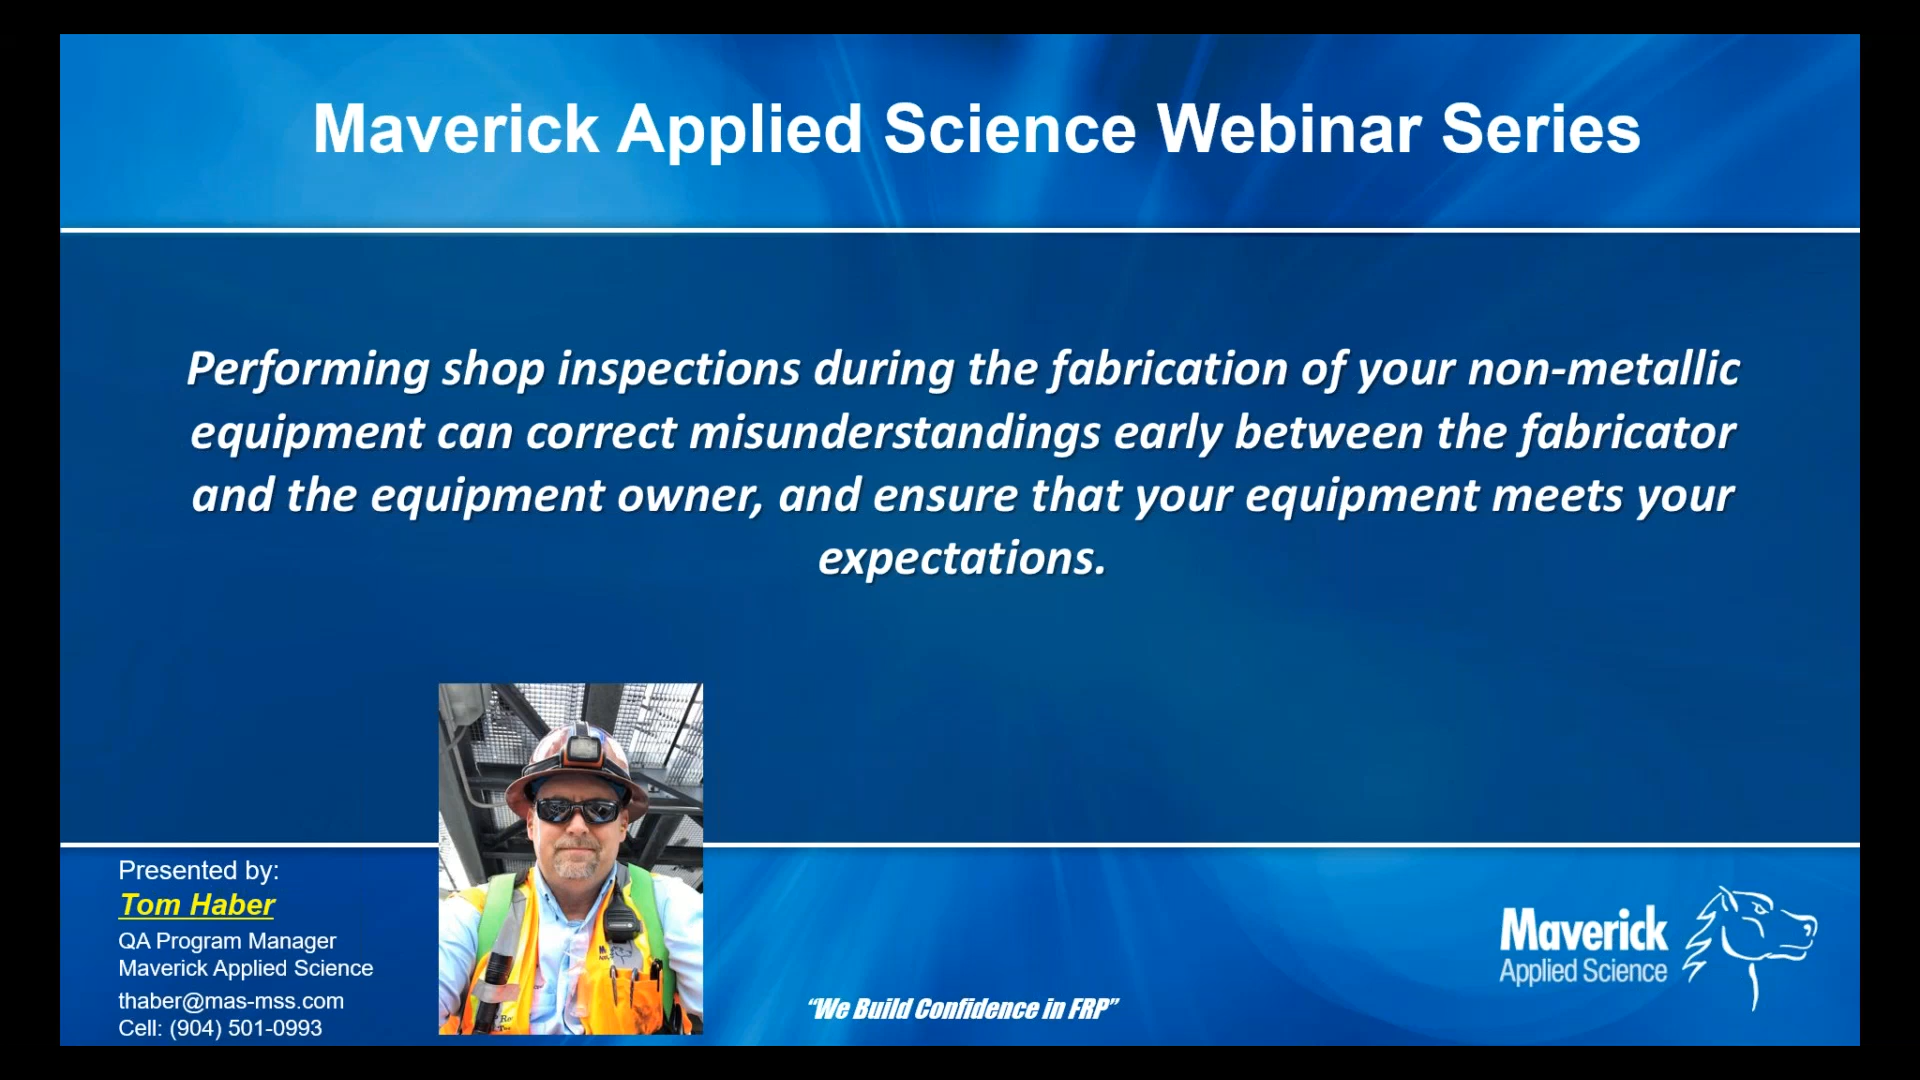 Maverick Applied Science Webinar Series
Performing shop inspections during the fabrication of your non-metallic
equipment can correct misunderstandings early between the fabricator
and the equipment owner, and ensure that your equipment meets your
expectations.
Presented by:
Tom Haber
QA Program Manager
Maverick Applied Science
thaber@mas-mss.com
Cell: (904) 501-0993
“We Build Confidence in FRP”
Maverick
Applied Science